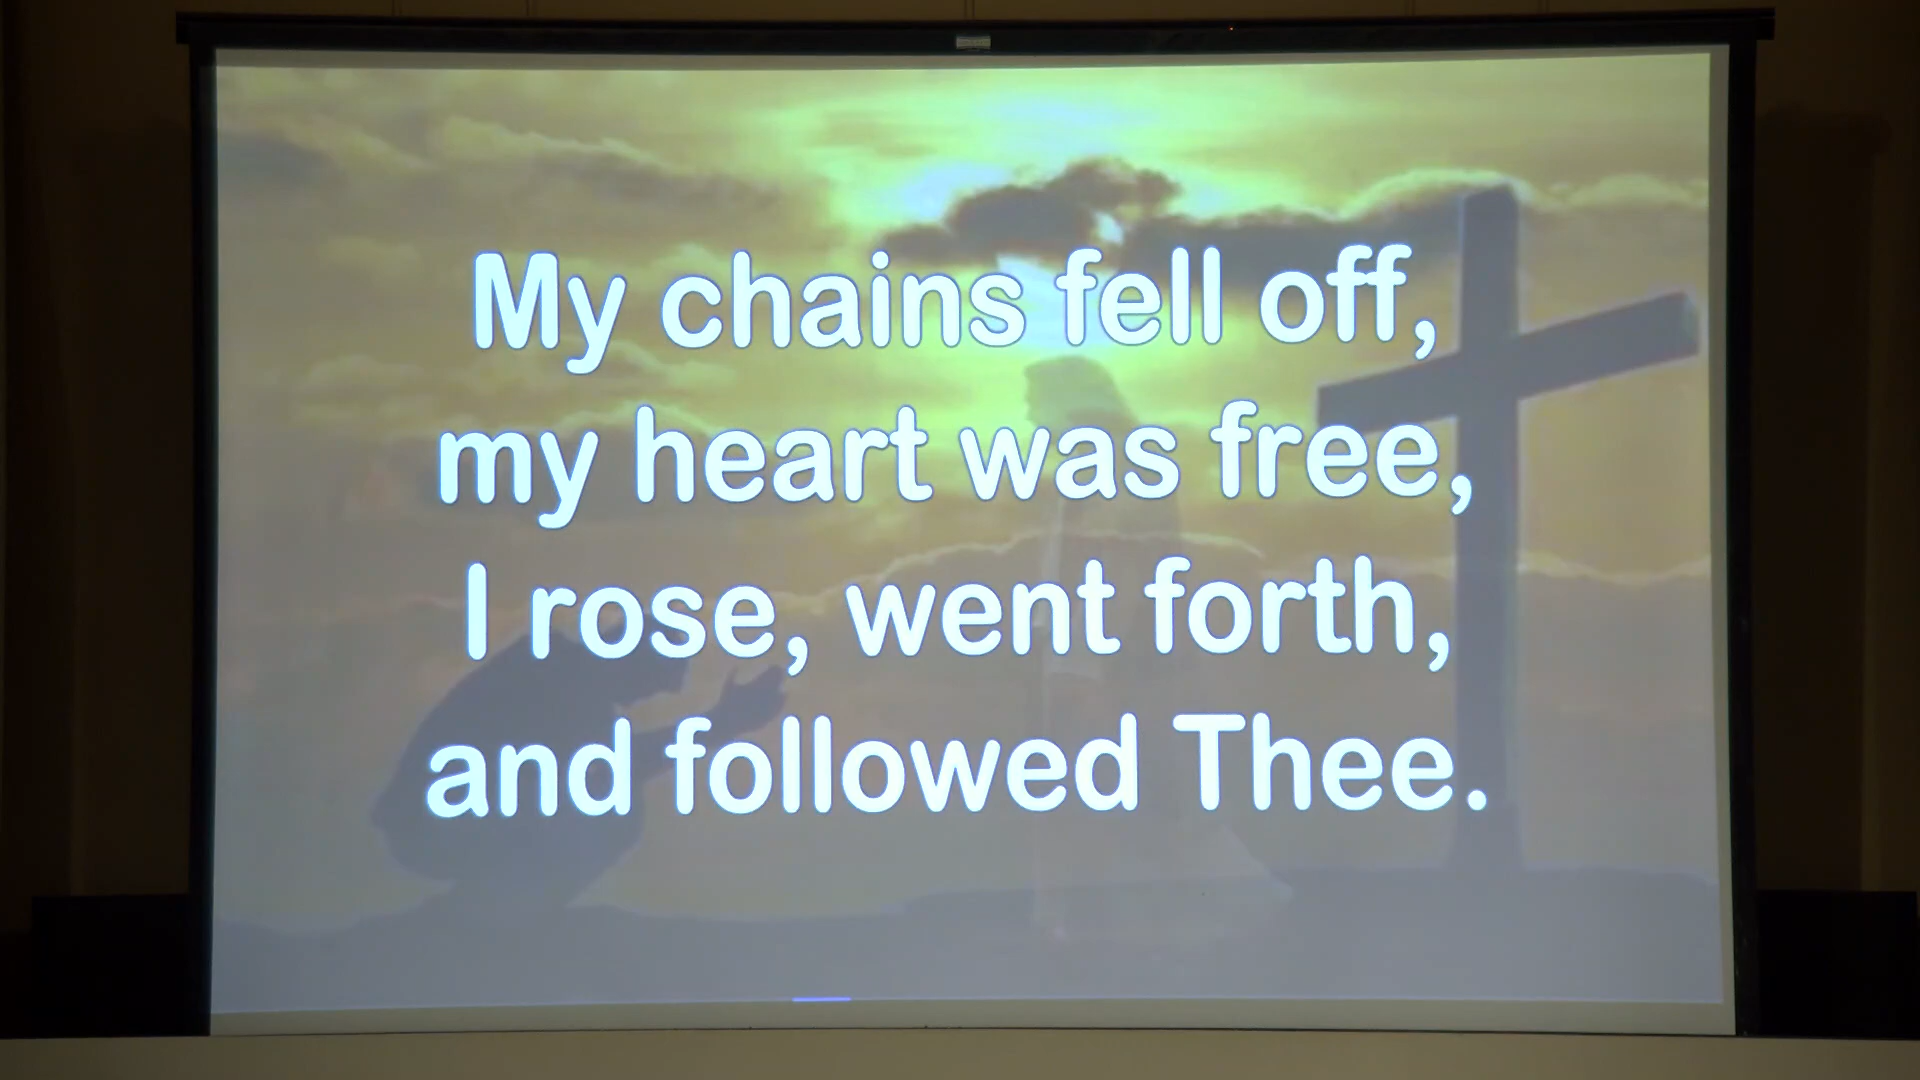 My chains fell off,
my heart was free,
I rose, went forth,
and followed Thee.